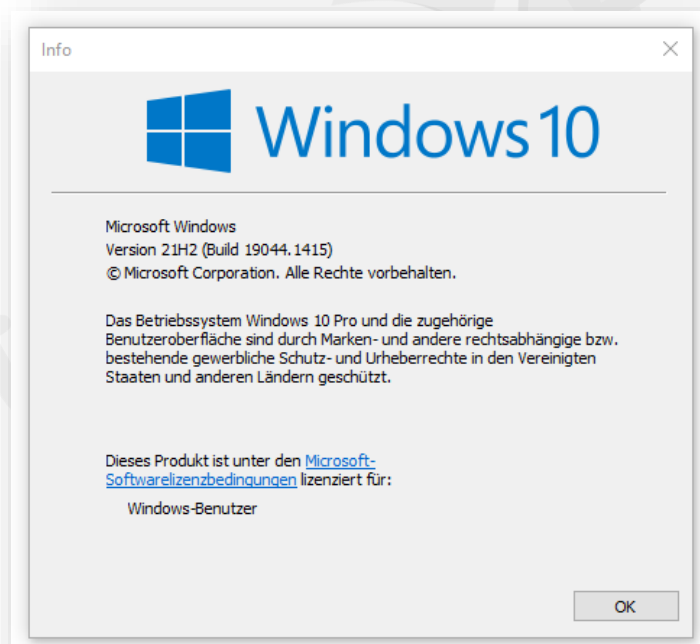 Info
Windows 10
Microsoft Windows
Version 21H2 (Build 19044.1415)
© Microsoft Corporation. Alle Rechte vorbehalten.
Das Betriebssystem Windows 10 Pro und die zugehörige
Benutzeroberfläche sind durch Marken- und andere rechtsabhängige bzw.
bestehende gewerbliche Schutz- und Urheberrechte in den Vereinigten
Staaten und anderen Ländern geschützt.
Dieses Produkt ist unter den Microsoft-
Softwarelizenzbedingungen lizenziert für:
Windows-Benutzer
OK